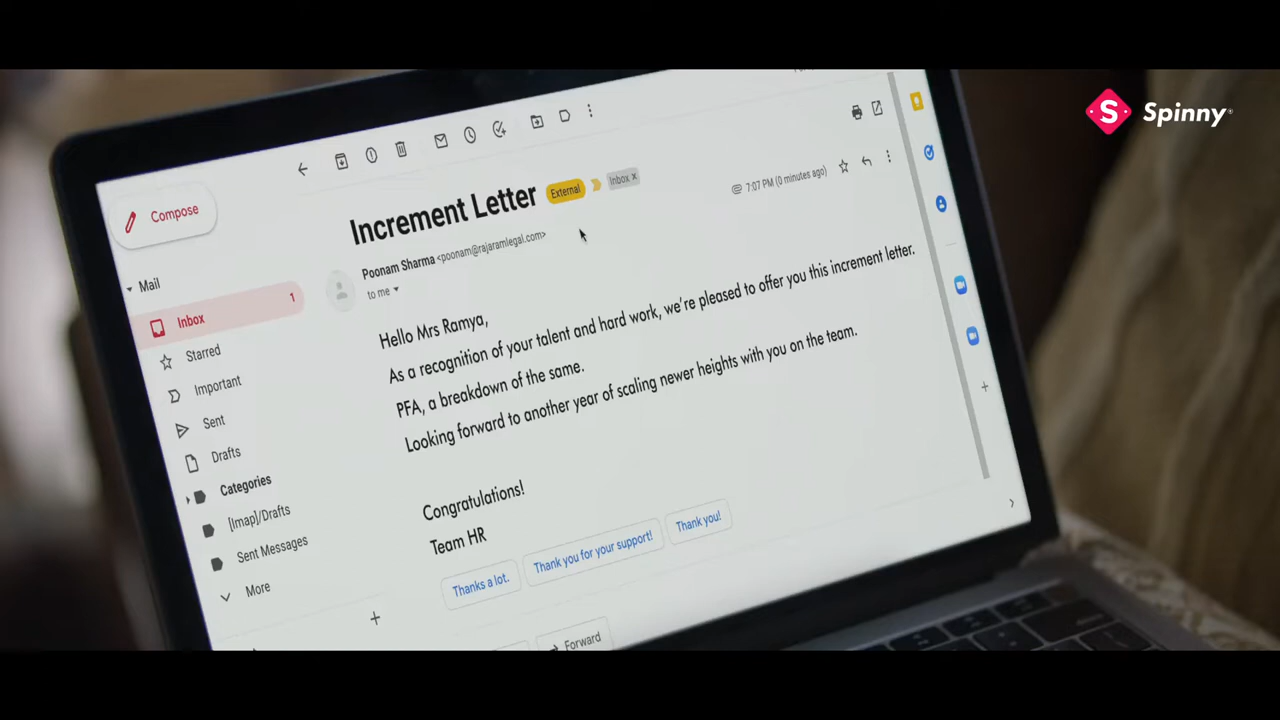 S Spinny®
Compose
Mail
Inbox 1
Starred
Important
Sent
Drafts
Categories
[Imap]/Drafts
Sent Messages
More
Increment Letter External Inbox x
Poonam Sharma <poonam@rajaramlegal.com>
to me
7:07 PM (0 minutes ago)
Hello Mrs Ramya,
As a recognition of your talent and hard work, we're pleased to offer you this increment letter.
PFA, a breakdown of the same.
Looking forward to another year of scaling newer heights with you on the team.
Congratulations!
Team HR
Thanks a lot. Thank you for your support! Thank you!
Forward